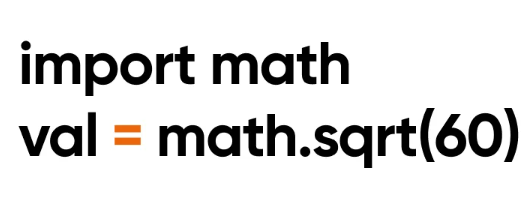 import math
val = math.sqrt(60)